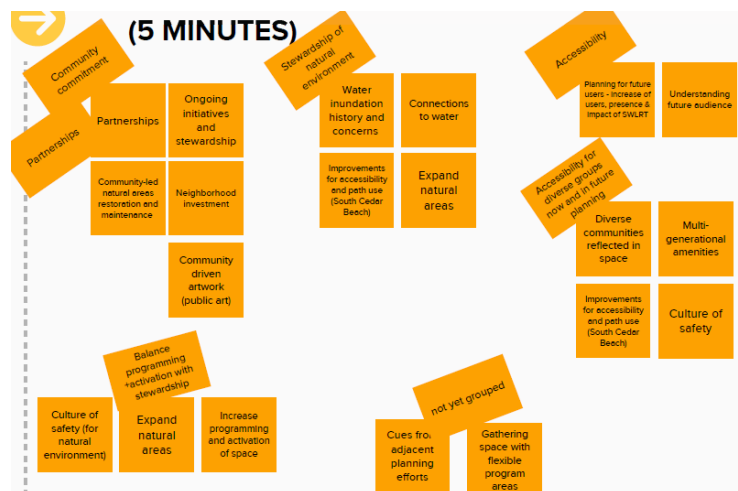 (5 MINUTES)
Community
commitment
Partnerships
Partnerships
Ongoing
initiatives
and
stewardship
Community-led
natural areas
restoration and
maintenance
Neighborhood
investment
Community
driven
artwork
(public art)
Stewardship of
natural
environment
Water
inundation
history and
concerns
Connections
to water
Improvements
for accessibility
and path use
(South Cedar
Beach)
Expand
natural
areas
Accessibility
Planning for future
users - Increase of
users, presence &
Impact of SWLRT
Understanding
future audience
Accessibility for
diverse groups
now and in future
planning
Diverse
communities
reflected in
space
Multi-
generational
amenities
Improvements
for accessibility
and path use
(South Cedar
Beach)
Culture of
safety
Balance
programming
+activation with
stewardship
Culture of
safety (for
natural
environment)
Expand
natural
areas
Increase
programming
and activation
of space
not yet grouped
Cues
adjacent
planning
efforts
Gathering
space with
flexible
program
areas